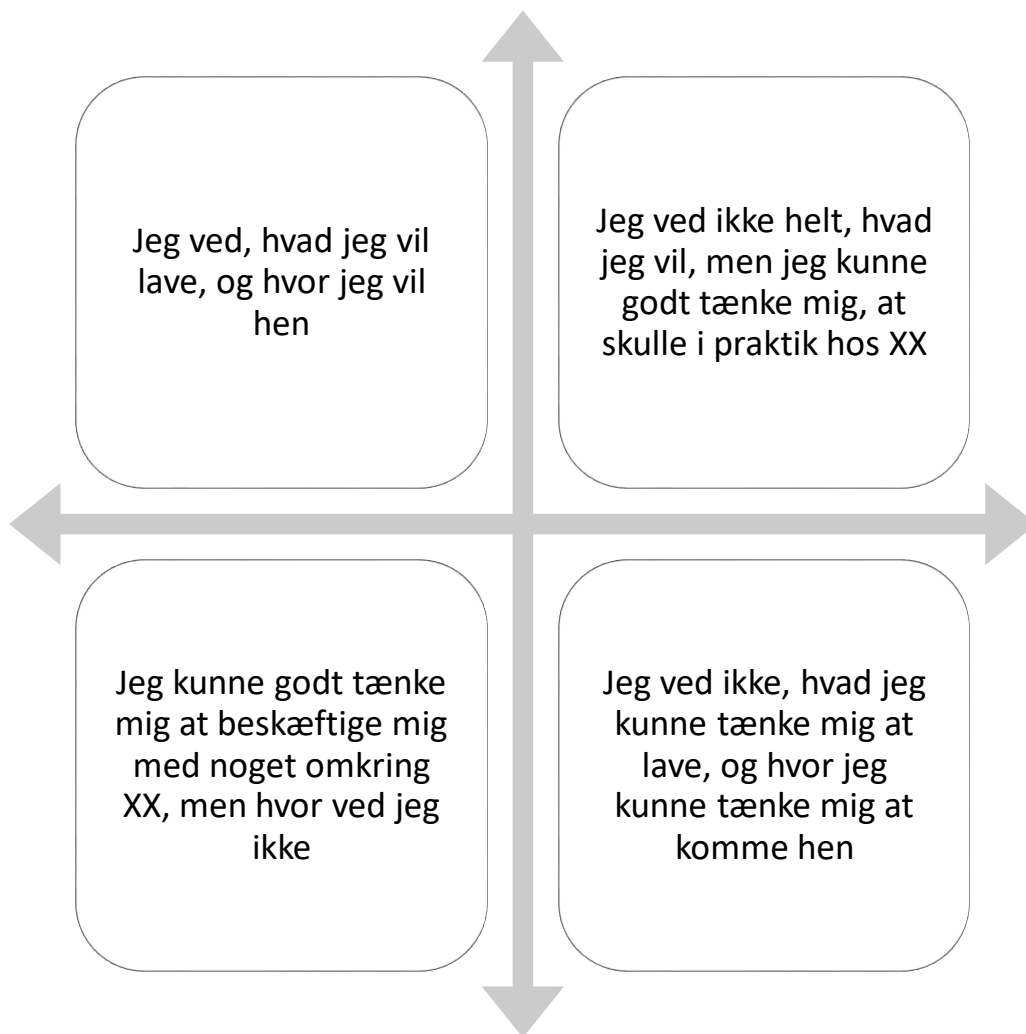 Jeg ved, hvad jeg vil
lave, og hvor jeg vil
hen
Jeg ved ikke helt, hvad
jeg vil, men jeg kunne
godt tænke mig, at
skulle i praktik hos XX
Jeg kunne godt tænke
mig at beskæftige mig
med noget omkring
XX, men hvor ved jeg
ikke
Jeg ved ikke, hvad jeg
kunne tænke mig at
lave, og hvor jeg
kunne tænke mig at
komme hen